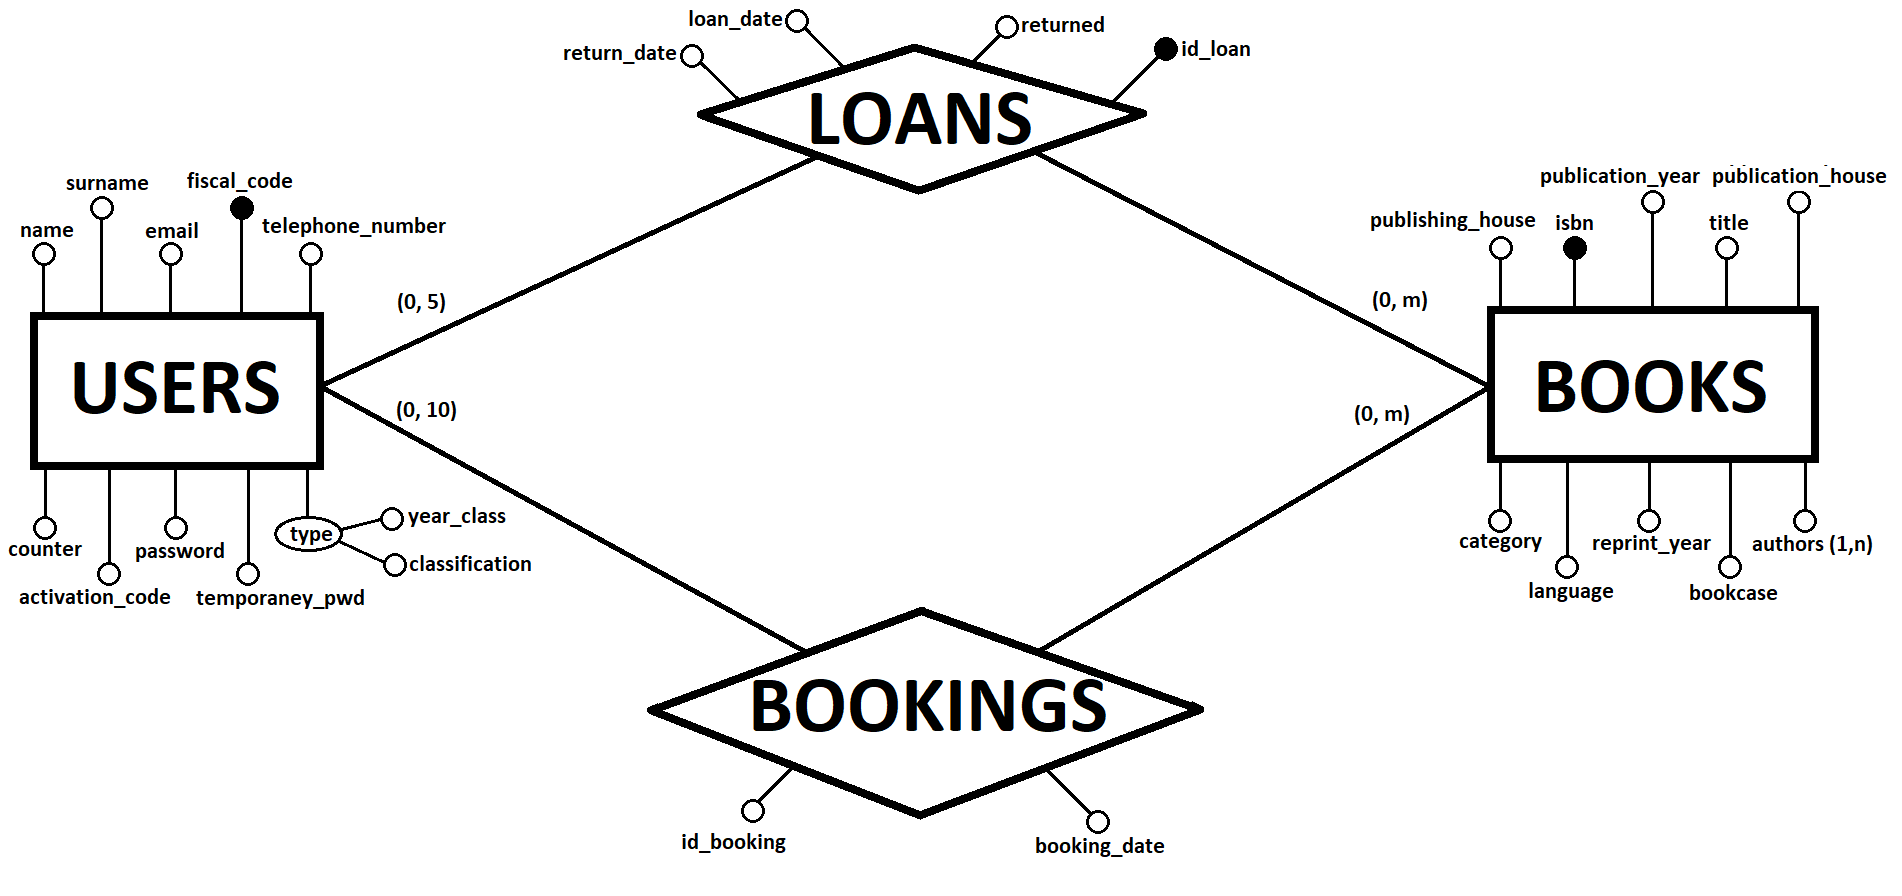 loan_date
returned
return_date
id_loan
LOANS
surname
fiscal_code
name
email
telephone_number
publication_year
publication_house
publishing_house
isbn
title
(0, 5)
(0, m)
USERS
BOOKS
(0, 10)
(0, m)
counter
activation_code
password
temporaney_pwd
type
year_class
classification
category
language
reprint_year
bookcase
authors (1,n)
BOOKINGS
id_booking
booking_date